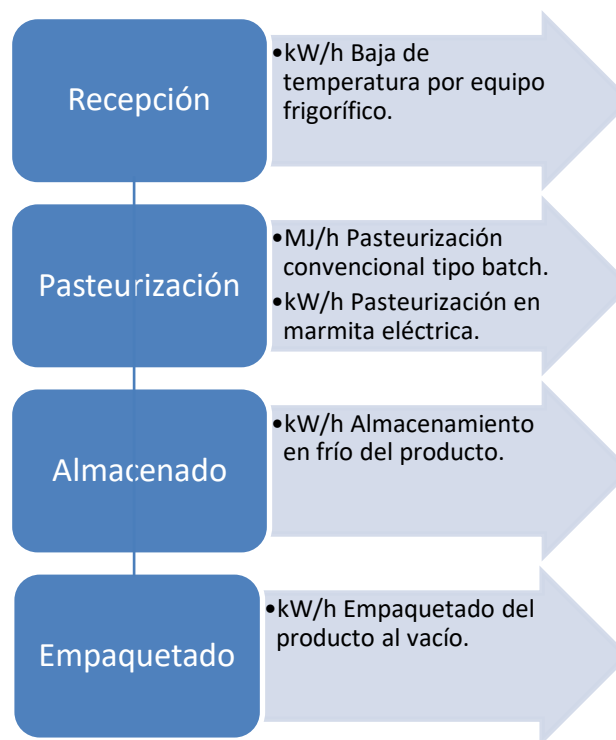 Recepción
•kW/h Baja de
temperatura por equipo
frigorífico.
Pasteurización
•MJ/h Pasteurización
convencional tipo batch.
•kW/h Pasteurización en
marmita eléctrica.
Almacenado
•kW/h Almacenamiento
en frío del producto.
Empaquetado
•kW/h Empaquetado del
producto al vacío.